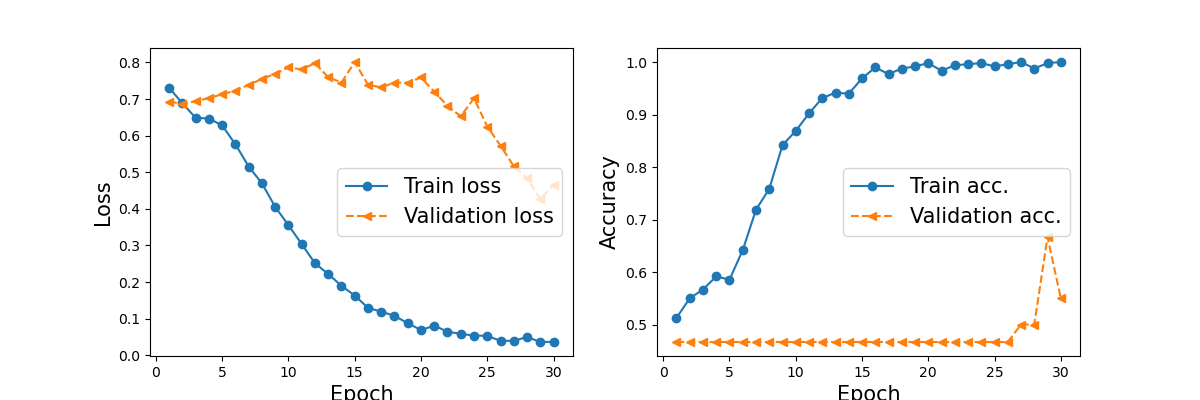 0.8
0.7
0.6
0.5
0.4
0.3
0.2
0.1
0.0
Loss
0 5 10 15 20 25 30
Epoch
Train loss
Validation loss
1.0
0.9
0.8
0.7
0.6
0.5
Accuracy
0 5 10 15 20 25 30
Epoch
Train acc.
Validation acc.